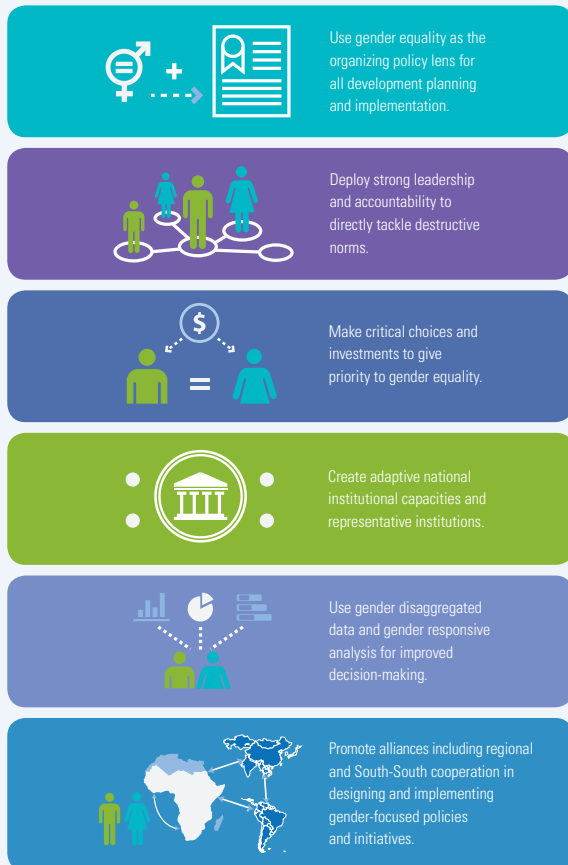 Use gender equality as the
organizing policy lens for
all development planning
and implementation.
Deploy strong leadership
and accountability to
directly tackle destructive
norms.
$
Make critical choices and
investments to give
priority to gender equality.
Create adaptive national
institutional capacities and
representative institutions.
Use gender disaggregated
data and gender responsive
analysis for improved
decision-making.
Promote alliances including regional
and South-South cooperation in
designing and implementing
gender-focused policies
and initiatives.